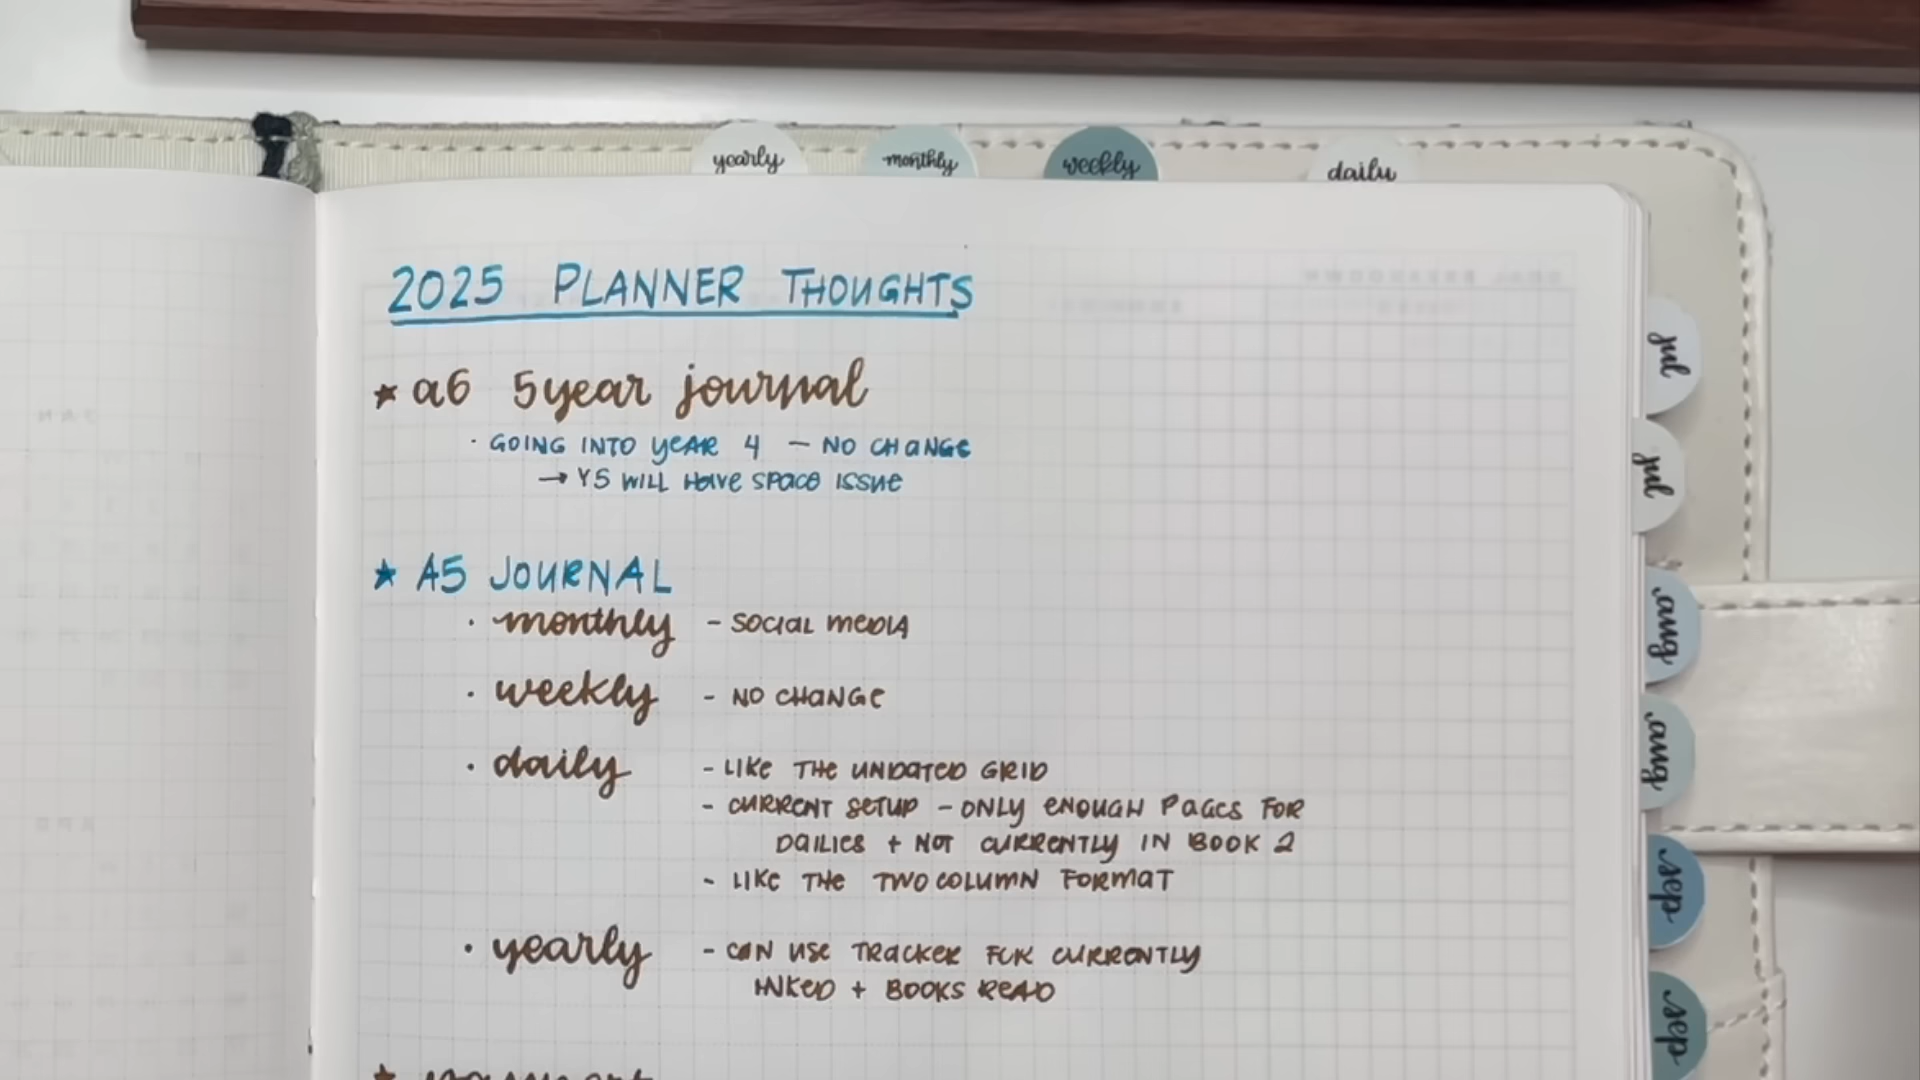 yearly
monthly
weekly
daily
2025 PLANNER THOUGHTS
★ a6 5year journal
· GOING INTO YEAR 4 – NO CHANGE
→ Y5 WILL HAVE SPACE ISSUE
★ A5 JOURNAL
· monthly – SOCIAL MEDIA
· weekly – NO CHANGE
· daily – LIKE THE UNDATED GRID
– CURRENT SETUP – ONLY ENOUGH PAGES FOR
DAILIES + NOT CURRENTLY IN BOOK 2
– LIKE THE TWO COLUMN FORMAT
· yearly – CAN USE TRACKER FOR CURRENTLY
INKED + BOOKS READ
jul
jul
aug
aug
sep
sep